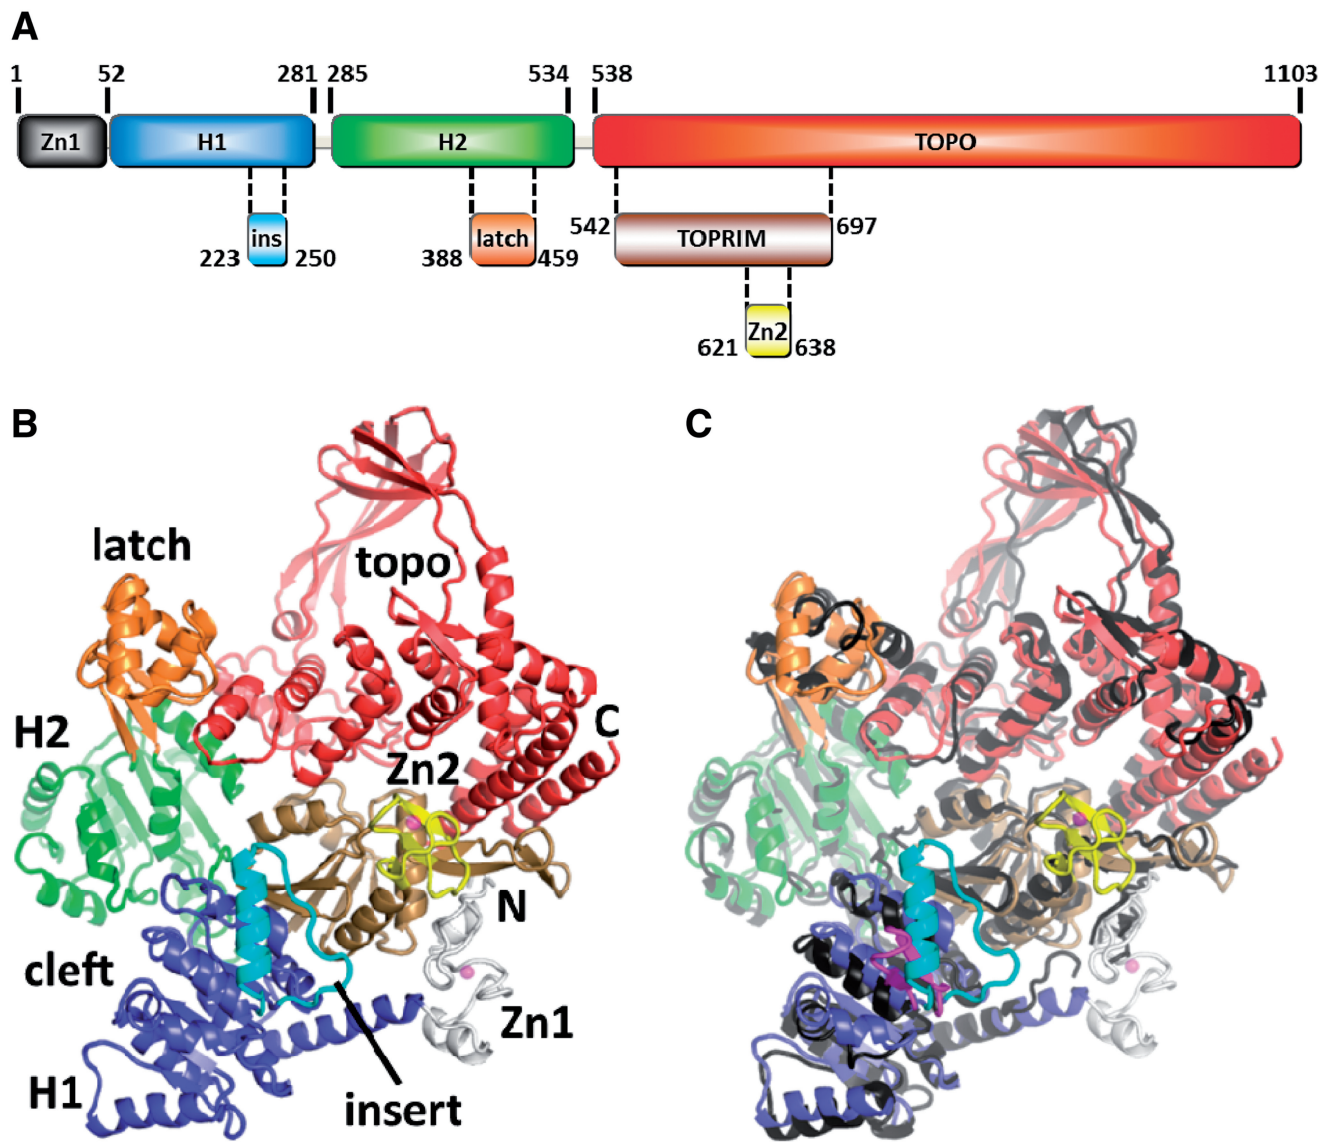 A
1 52 281 285 534 538 1103
Zn1 H1 H2 TOPO
542 697
ins latch TOPRIM
223 250 388 459
Zn2
621 638
B C
latch
topo
H2 C
Zn2
N
cleft
Zn1
H1
insert